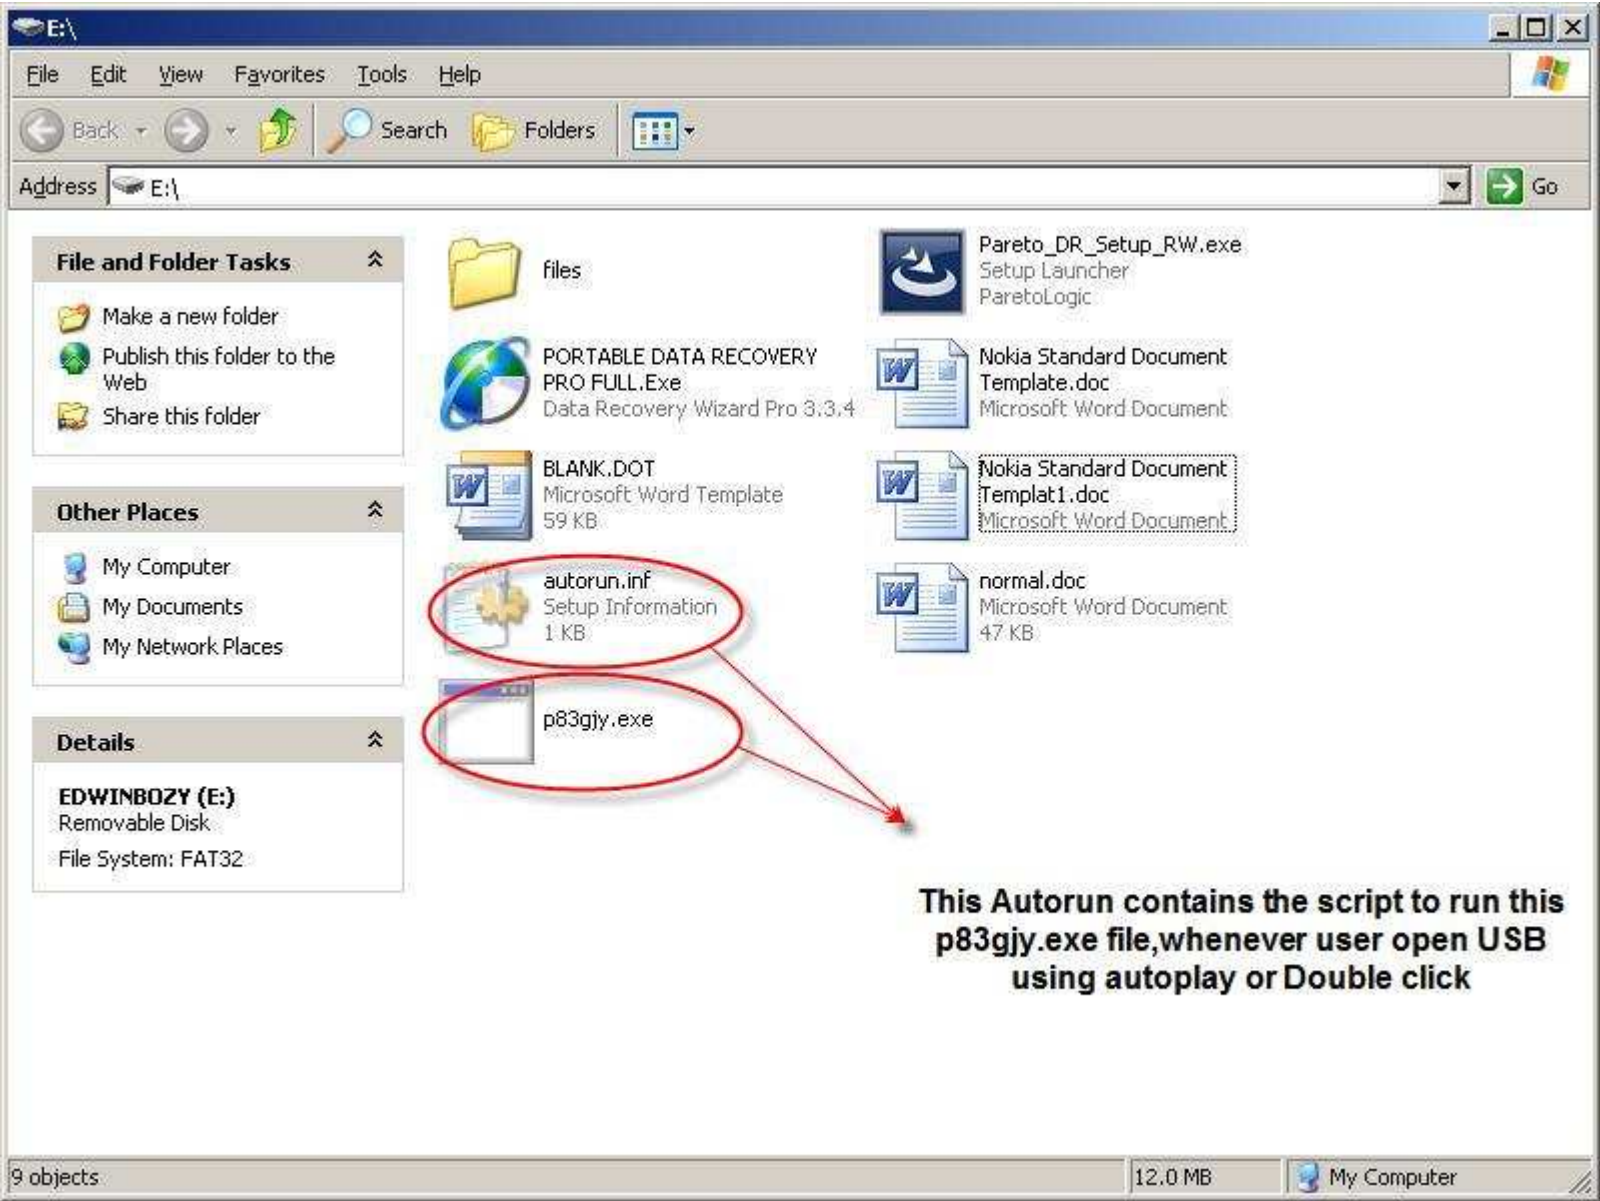 E:\
File Edit View Favorites Tools Help
Back Search Folders
Address E:\ Go
File and Folder Tasks
Make a new folder
Publish this folder to the
Web
Share this folder
Other Places
My Computer
My Documents
My Network Places
Details
EDWINBOZY (E:)
Removable Disk
File System: FAT32
files
Pareto_DR_Setup_RW.exe
Setup Launcher
ParetoLogic
PORTABLE DATA RECOVERY
PRO FULL.Exe
Data Recovery Wizard Pro 3.3.4
Nokia Standard Document
Template.doc
Microsoft Word Document
BLANK.DOT
Microsoft Word Template
59 KB
Nokia Standard Document
Templat1.doc
Microsoft Word Document
autorun.inf
Setup Information
1 KB
normal.doc
Microsoft Word Document
47 KB
p83gjy.exe
This Autorun contains the script to run this
p83gjy.exe file,whenever user open USB
using autoplay or Double click
9 objects
12.0 MB
My Computer